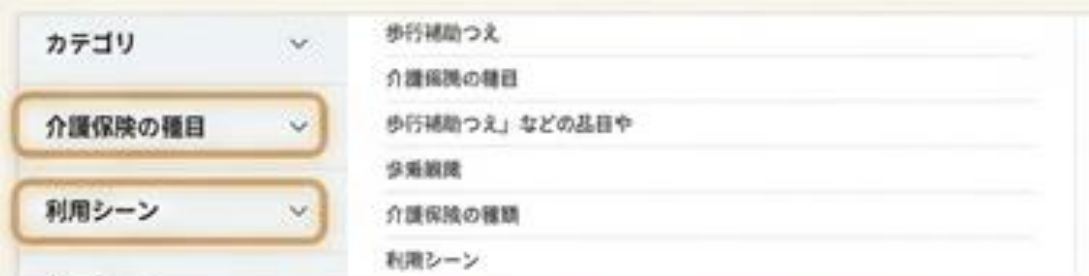 カテゴリ
介護保険の種目
利用シーン
歩行補助つえ
介護保険の種目
歩行補助つえ」などの品目や
介護保険の種類
利用シーン